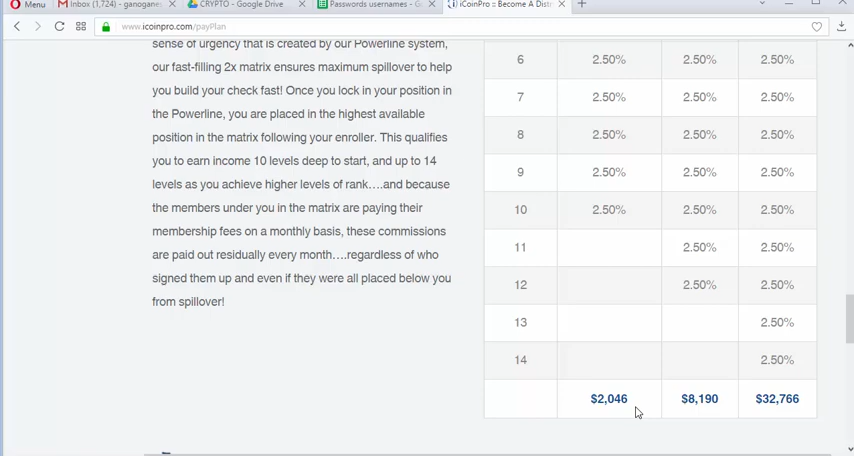 Menu
Inbox (1,724) - ganoganes
CRYPTO - Google Drive
Passwords usernames - G
iCoinPro :: Become A Distr
www.icoinpro.com/payPlan
sense of urgency that is created by our Powerline system,
our fast-filling 2x matrix ensures maximum spillover to help
you build your check fast! Once you lock in your position in
the Powerline, you are placed in the highest available
position in the matrix following your enroller. This qualifies
you to earn income 10 levels deep to start, and up to 14
levels as you achieve higher levels of rank....and because
the members under you in the matrix are paying their
membership fees on a monthly basis, these commissions
are paid out residually every month....regardless of who
signed them up and even if they were all placed below you
from spillover!
6 2.50% 2.50% 2.50%
7 2.50% 2.50% 2.50%
8 2.50% 2.50% 2.50%
9 2.50% 2.50% 2.50%
10 2.50% 2.50% 2.50%
11 2.50% 2.50%
12 2.50% 2.50%
13 2.50%
14 2.50%
$2,046 $8,190 $32,766